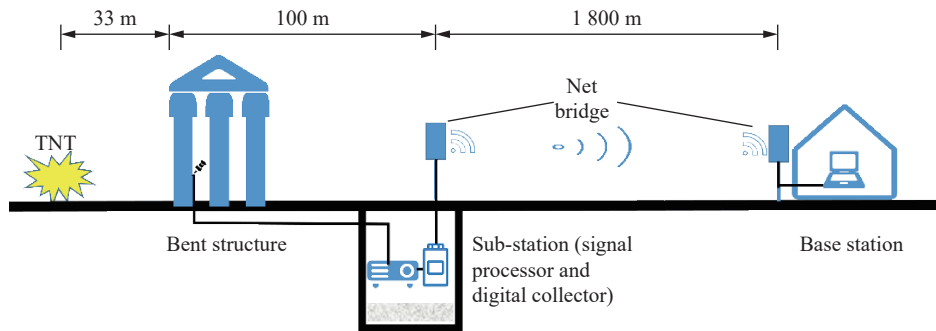 33 m
100 m
1 800 m
Net
bridge
TNT
Bent structure
Sub-station (signal
processor and
digital collector)
Base station